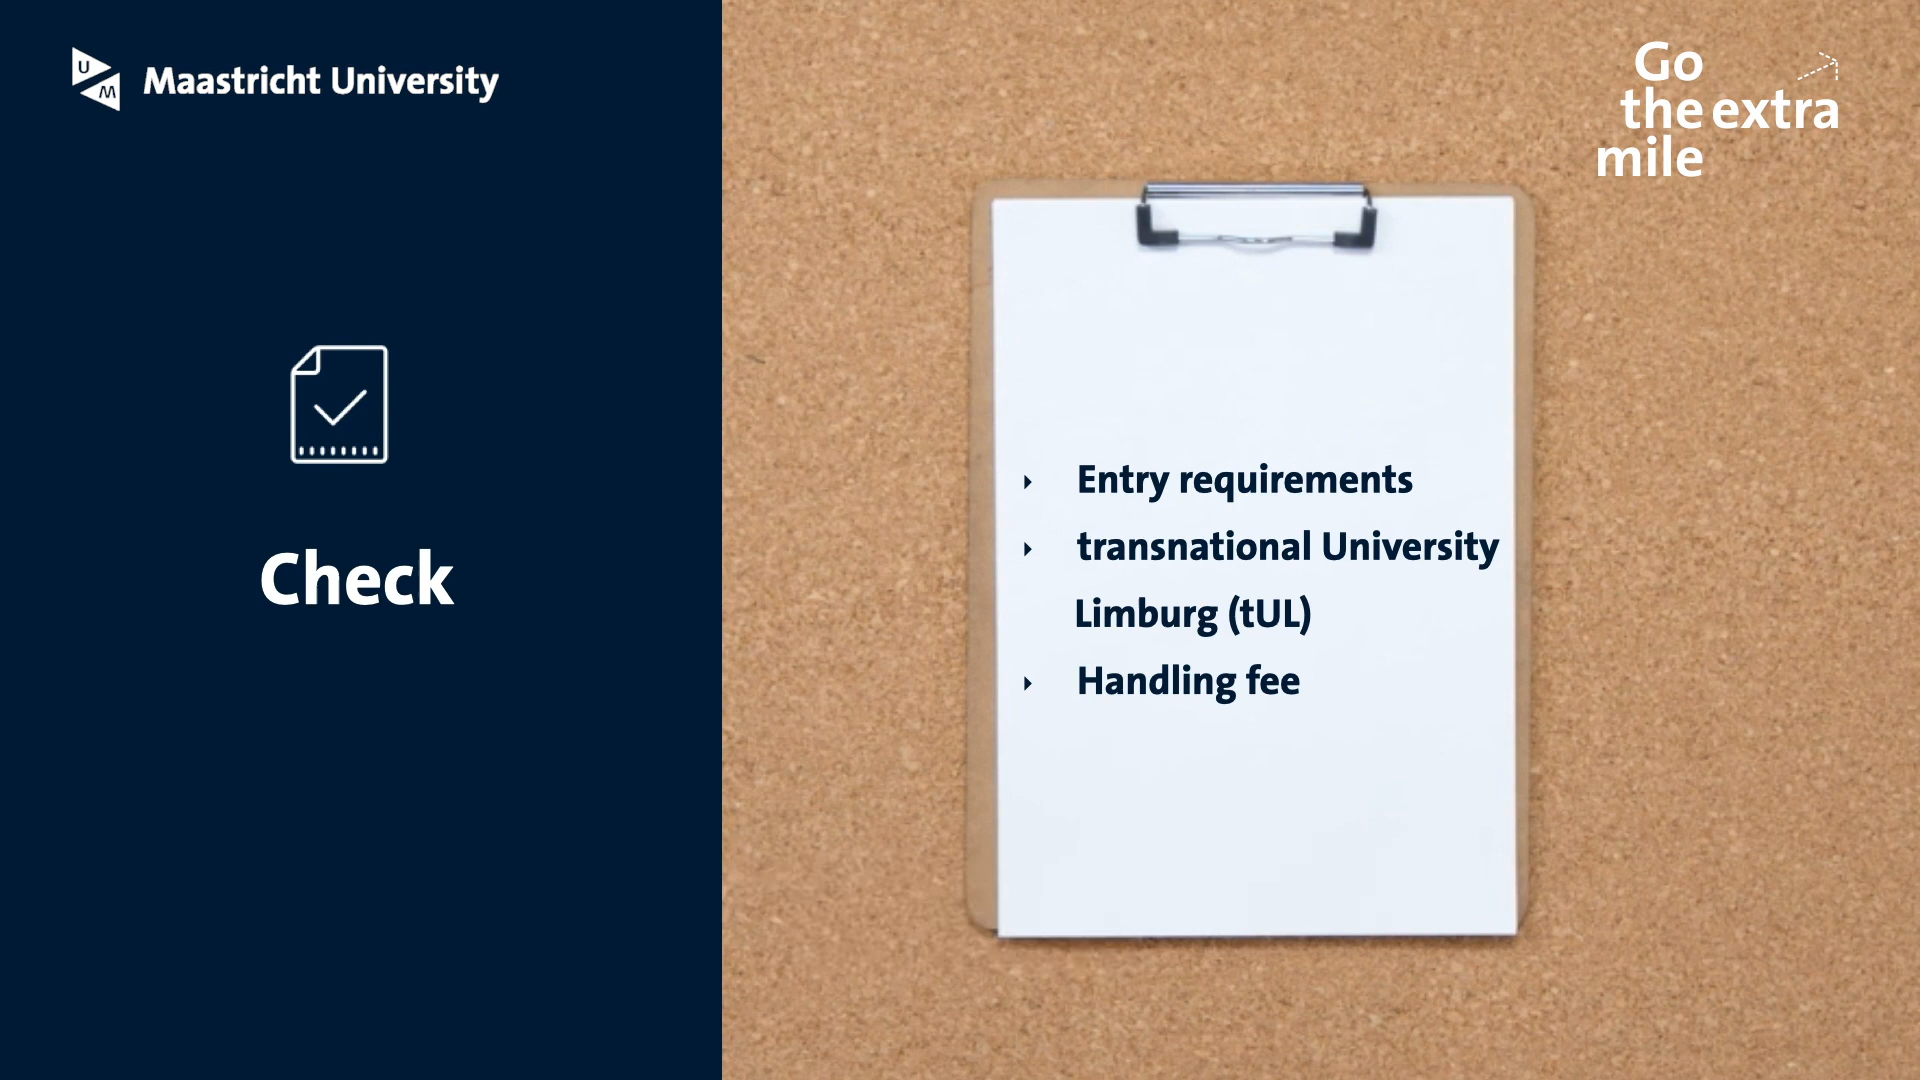 U
M
Maastricht University
Check
Go
the extra
mile
Entry requirements
transnational University
Limburg (tUL)
Handling fee